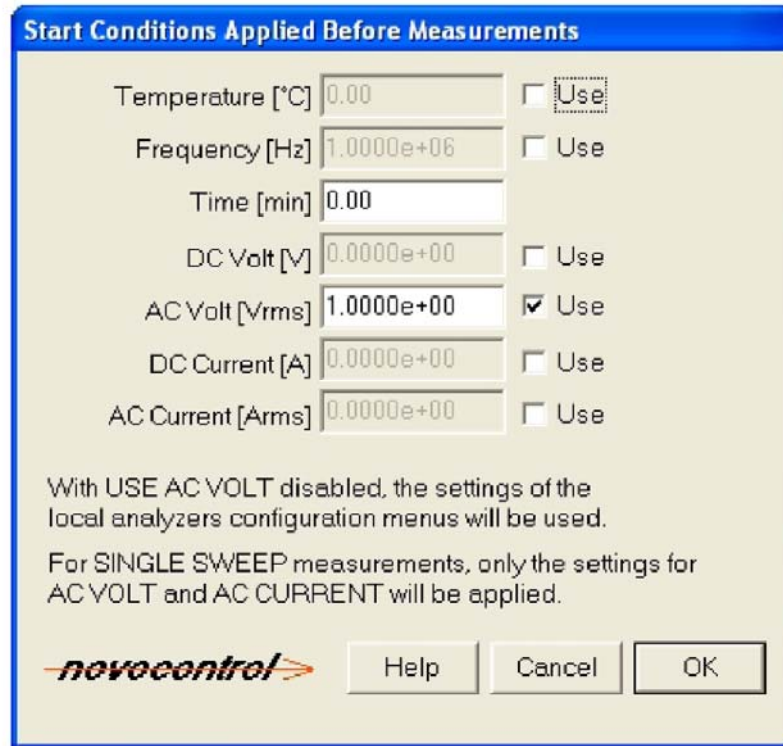 Start Conditions Applied Before Measurements
Temperature [°C] 0.00 Use
Frequency [Hz] 1.0000e+06 Use
Time [min] 0.00
DC Volt [V] 0.0000e+00 Use
AC Volt [Vrms] 1.0000e+00 Use
DC Current [A] 0.0000e+00 Use
AC Current [Arms] 0.0000e+00 Use
With USE AC VOLT disabled, the settings of the
local analyzers configuration menus will be used.
For SINGLE SWEEP measurements, only the settings for
AC VOLT and AC CURRENT will be applied.
novocontrol Help Cancel OK